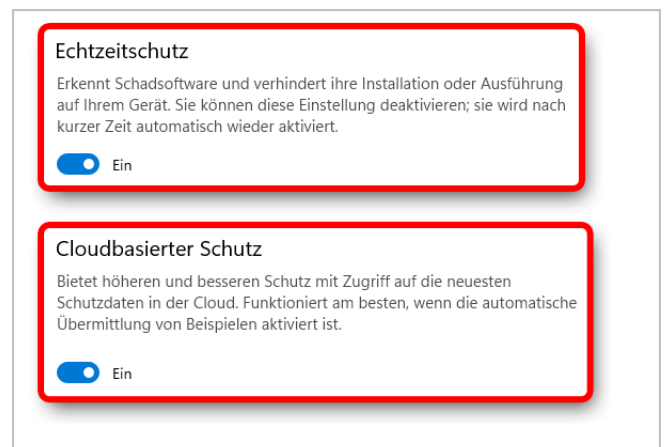 Echtzeitschutz
Erkennt Schadsoftware und verhindert ihre Installation oder Ausführung
auf Ihrem Gerät. Sie können diese Einstellung deaktivieren; sie wird nach
kurzer Zeit automatisch wieder aktiviert.
Ein
Cloudbasierter Schutz
Bietet höheren und besseren Schutz mit Zugriff auf die neuesten
Schutzdaten in der Cloud. Funktioniert am besten, wenn die automatische
Übermittlung von Beispielen aktiviert ist.
Ein